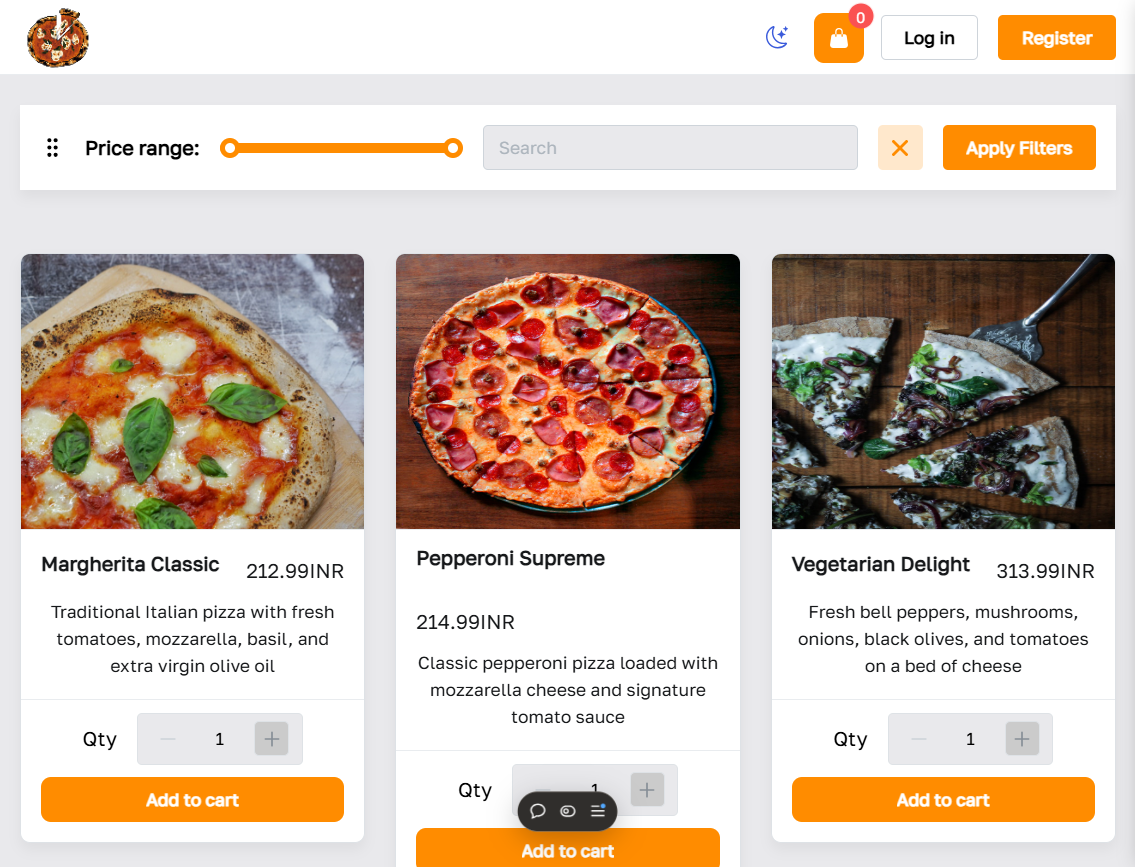 0
Log in
Register
Price range:
Search
Apply Filters
Margherita Classic
212.99INR
Traditional Italian pizza with fresh
tomatoes, mozzarella, basil, and
extra virgin olive oil
Qty
1
Add to cart
Pepperoni Supreme
214.99INR
Classic pepperoni pizza loaded with
mozzarella cheese and signature
tomato sauce
Qty
1
Add to cart
Vegetarian Delight
313.99INR
Fresh bell peppers, mushrooms,
onions, black olives, and tomatoes
on a bed of cheese
Qty
1
Add to cart